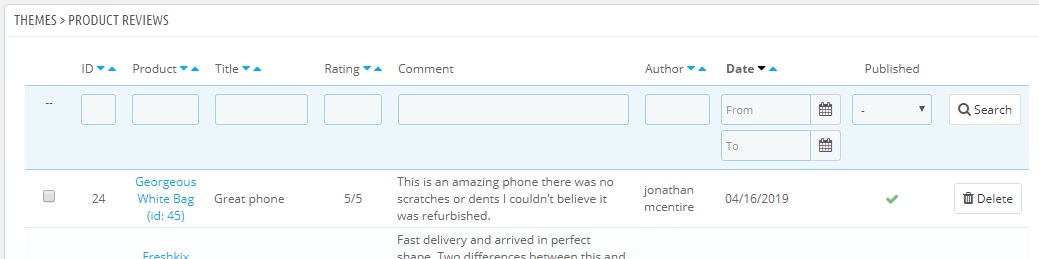 THEMES > PRODUCT REVIEWS
ID Product Title Rating Comment Author Date Published
-- From - Search
To
Georgeous
White Bag
(id: 45)
24 Great phone 5/5
This is an amazing phone there was no
scratches or dents I couldn't believe it
was refurbished.
jonathan
mcentire
04/16/2019 Delete
Freshkix
Fast delivery and arrived in perfect
shape. Two differences between this and